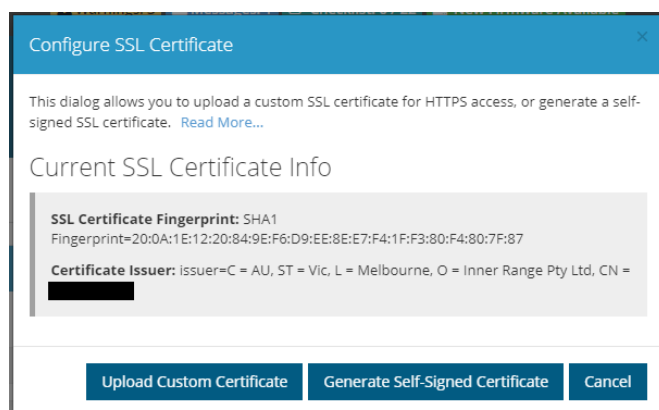 Configure SSL Certificate
×
This dialog allows you to upload a custom SSL certificate for HTTPS access, or generate a self-
signed SSL certificate. Read More...
Current SSL Certificate Info
SSL Certificate Fingerprint: SHA1
Fingerprint=20:0A:1E:12:20:84:9E:F6:D9:EE:8E:E7:F4:1F:F3:80:F4:80:7F:87
Certificate Issuer: issuer=C = AU, ST = Vic, L = Melbourne, O = Inner Range Pty Ltd, CN =
Upload Custom Certificate Generate Self-Signed Certificate Cancel